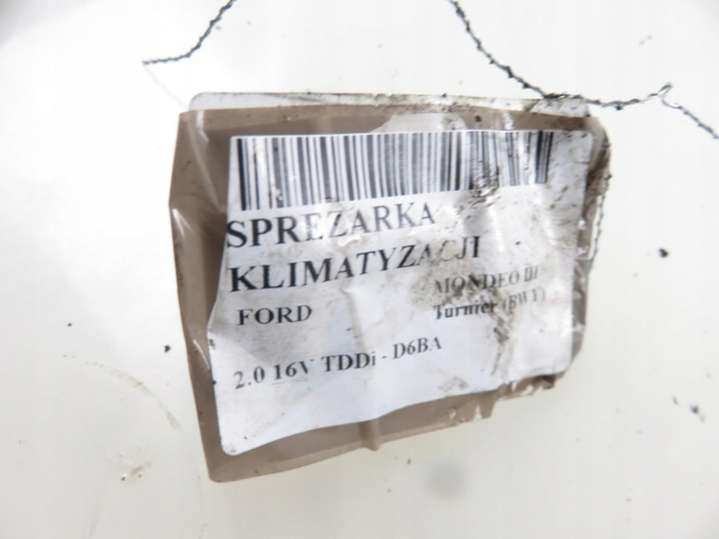 SPREZARKA
KLIMATYZACJI
FORD MONDEO III
Turnier (BWY)
2.0 16V TDDi - D6BA